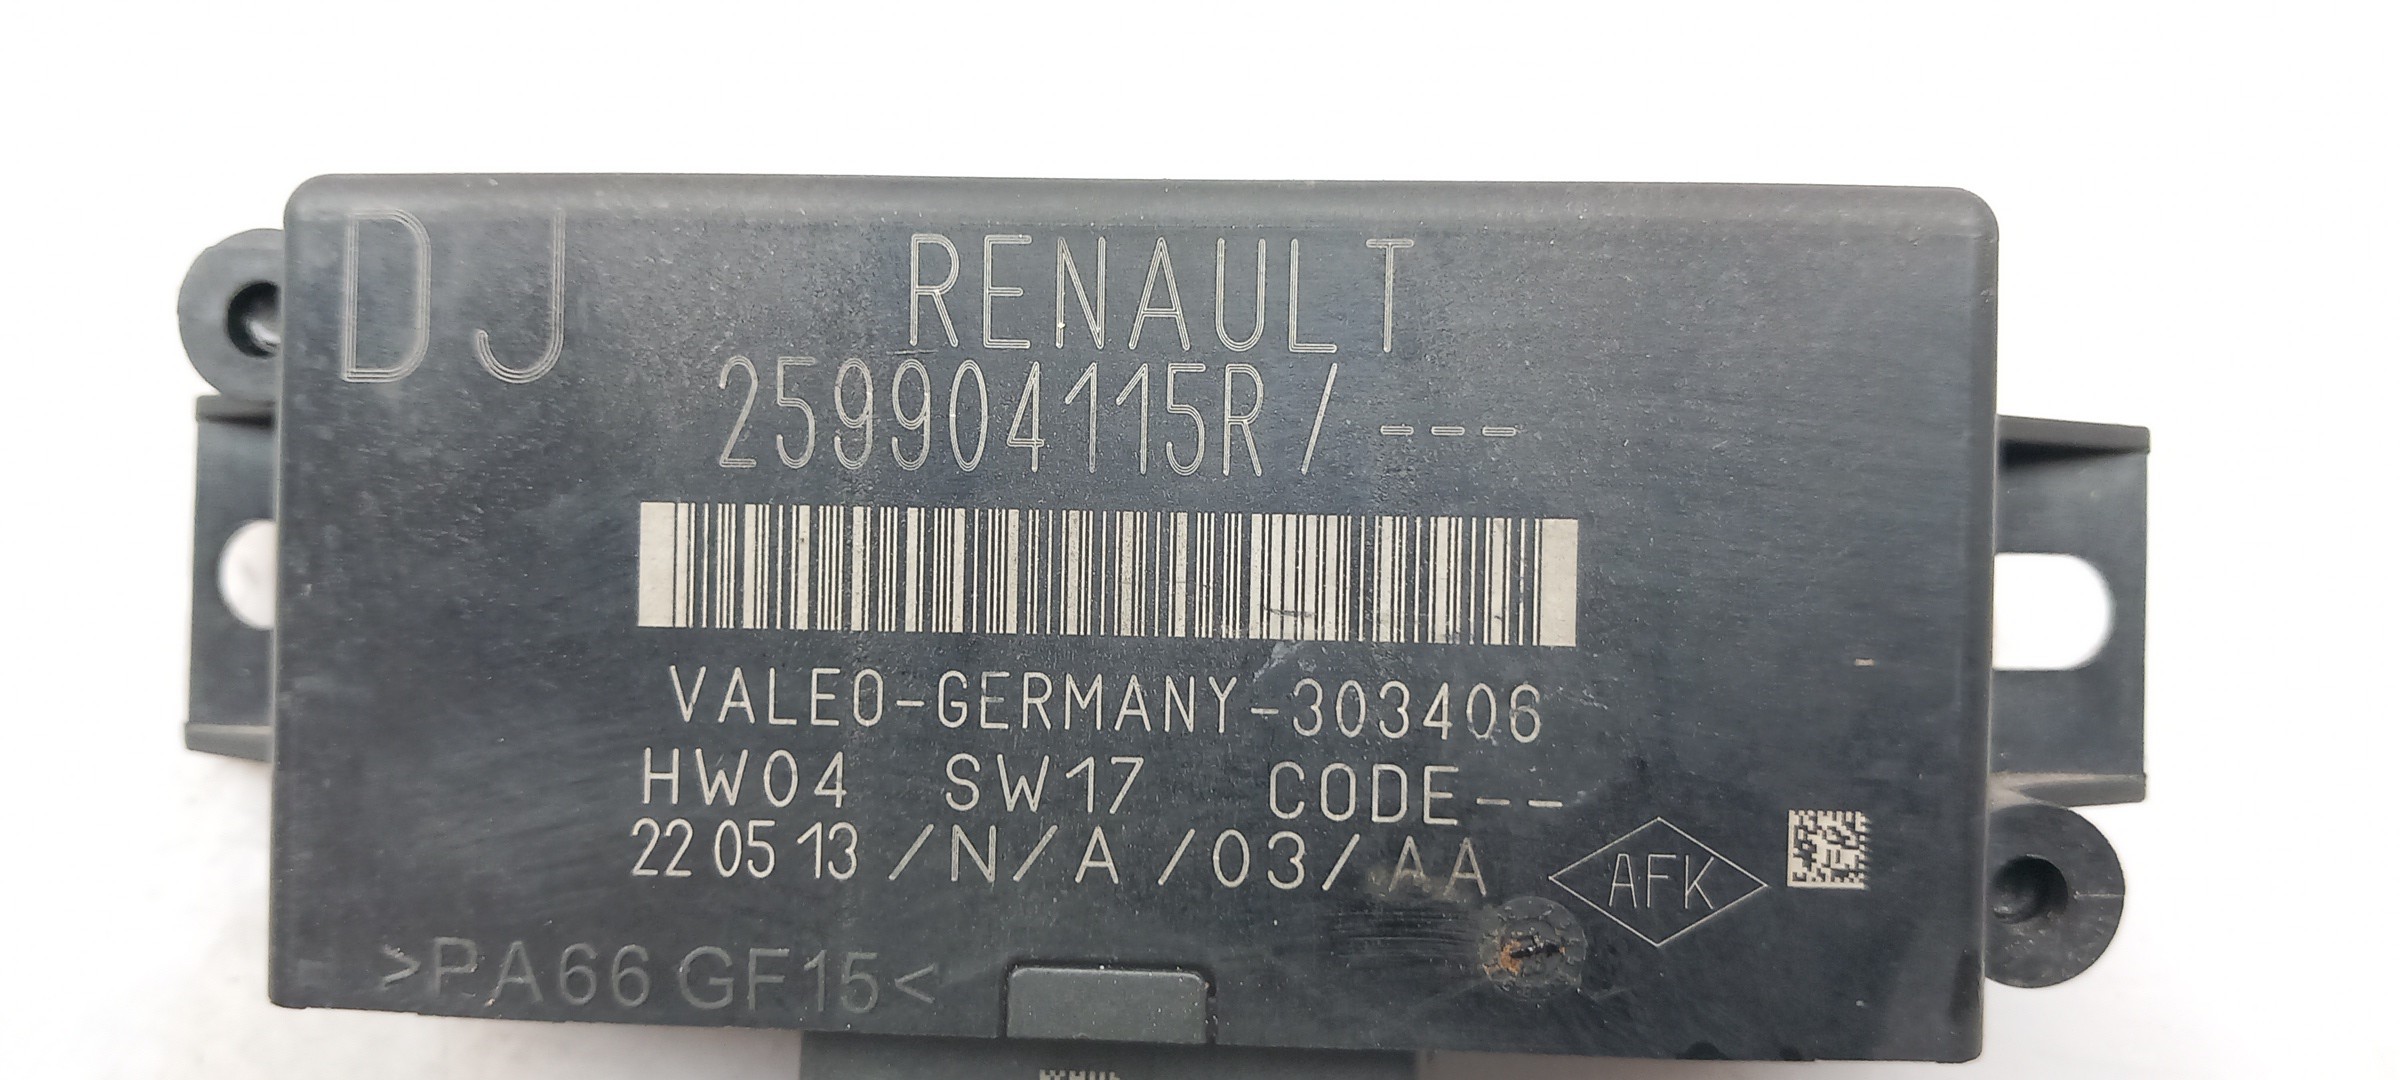 DJ
RENAULT
259904115R/---
VALEO-GERMANY-303406
HW04 SW17 CODE--
22 05 13 /N/A/03/AA
AFK
>PA66 GF15<